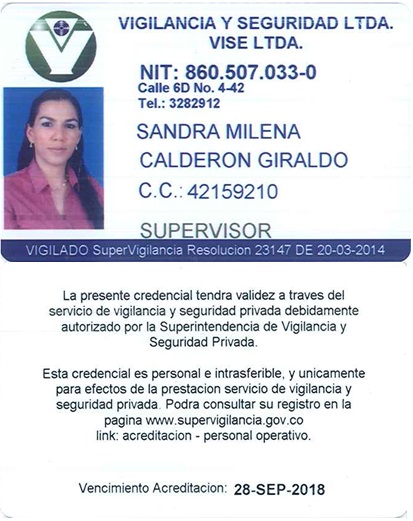 VIGILANCIA Y SEGURIDAD LTDA.
VISE LTDA.
NIT: 860.507.033-0
Calle 6D No. 4-42
Tel.: 3282912
SANDRA MILENA
CALDERON GIRALDO
C.C.: 42159210
SUPERVISOR
VIGILADO SuperVigilancia Resolucion 23147 DE 20-03-2014
La presente credencial tendra validez a traves del
servicio de vigilancia y seguridad privada debidamente
autorizado por la Superintendencia de Vigilancia y
Seguridad Privada.
Esta credencial es personal e intrasferible, y unicamente
para efectos de la prestacion servicio de vigilancia y
seguridad privada. Podra consultar su registro en la
pagina www.supervigilancia.gov.co
link: acreditacion - personal operativo.
Vencimiento Acreditacion: 28-SEP-2018